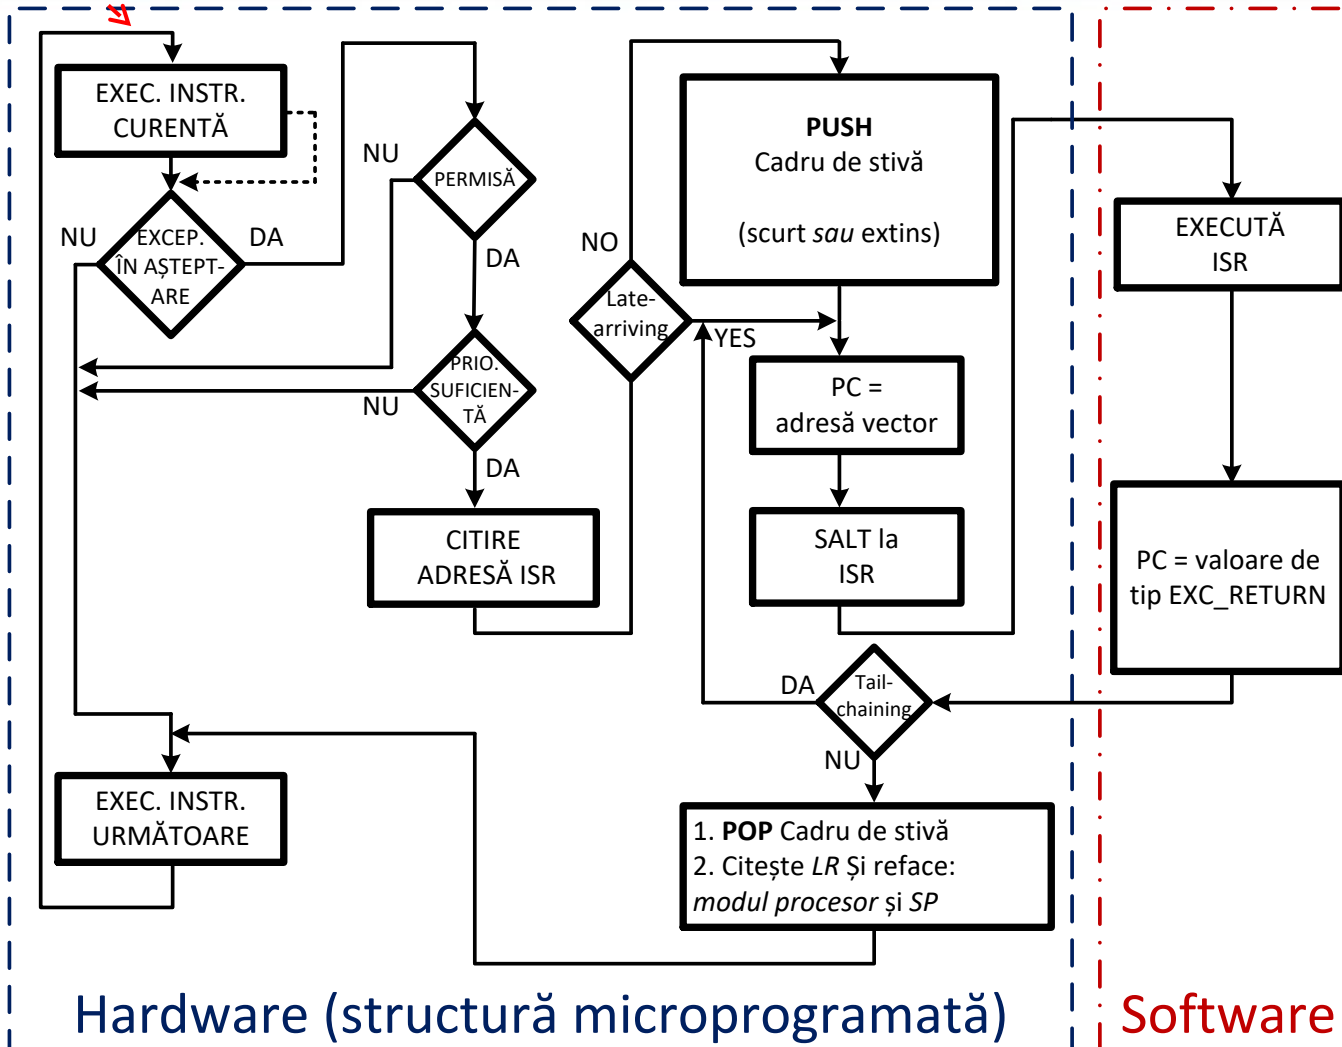 EXEC. INSTR.
CURENTĂ
NU
EXCEP.
ÎN AȘTEPT-
ARE
DA
NU
PERMISĂ
DA
PRIO.
SUFICIEN-
TĂ
NU
DA
CITIRE
ADRESĂ ISR
NO
Late-
arriving
YES
PUSH
Cadru de stivă
(scurt sau extins)
PC =
adresă vector
SALT la
ISR
EXECUTĂ
ISR
PC = valoare de
tip EXC_RETURN
DA
Tail-
chaining
NU
1. POP Cadru de stivă
2. Citește LR Și reface:
modul procesor și SP
EXEC. INSTR.
URMĂTOARE
Hardware (structură microprogramată)
Software